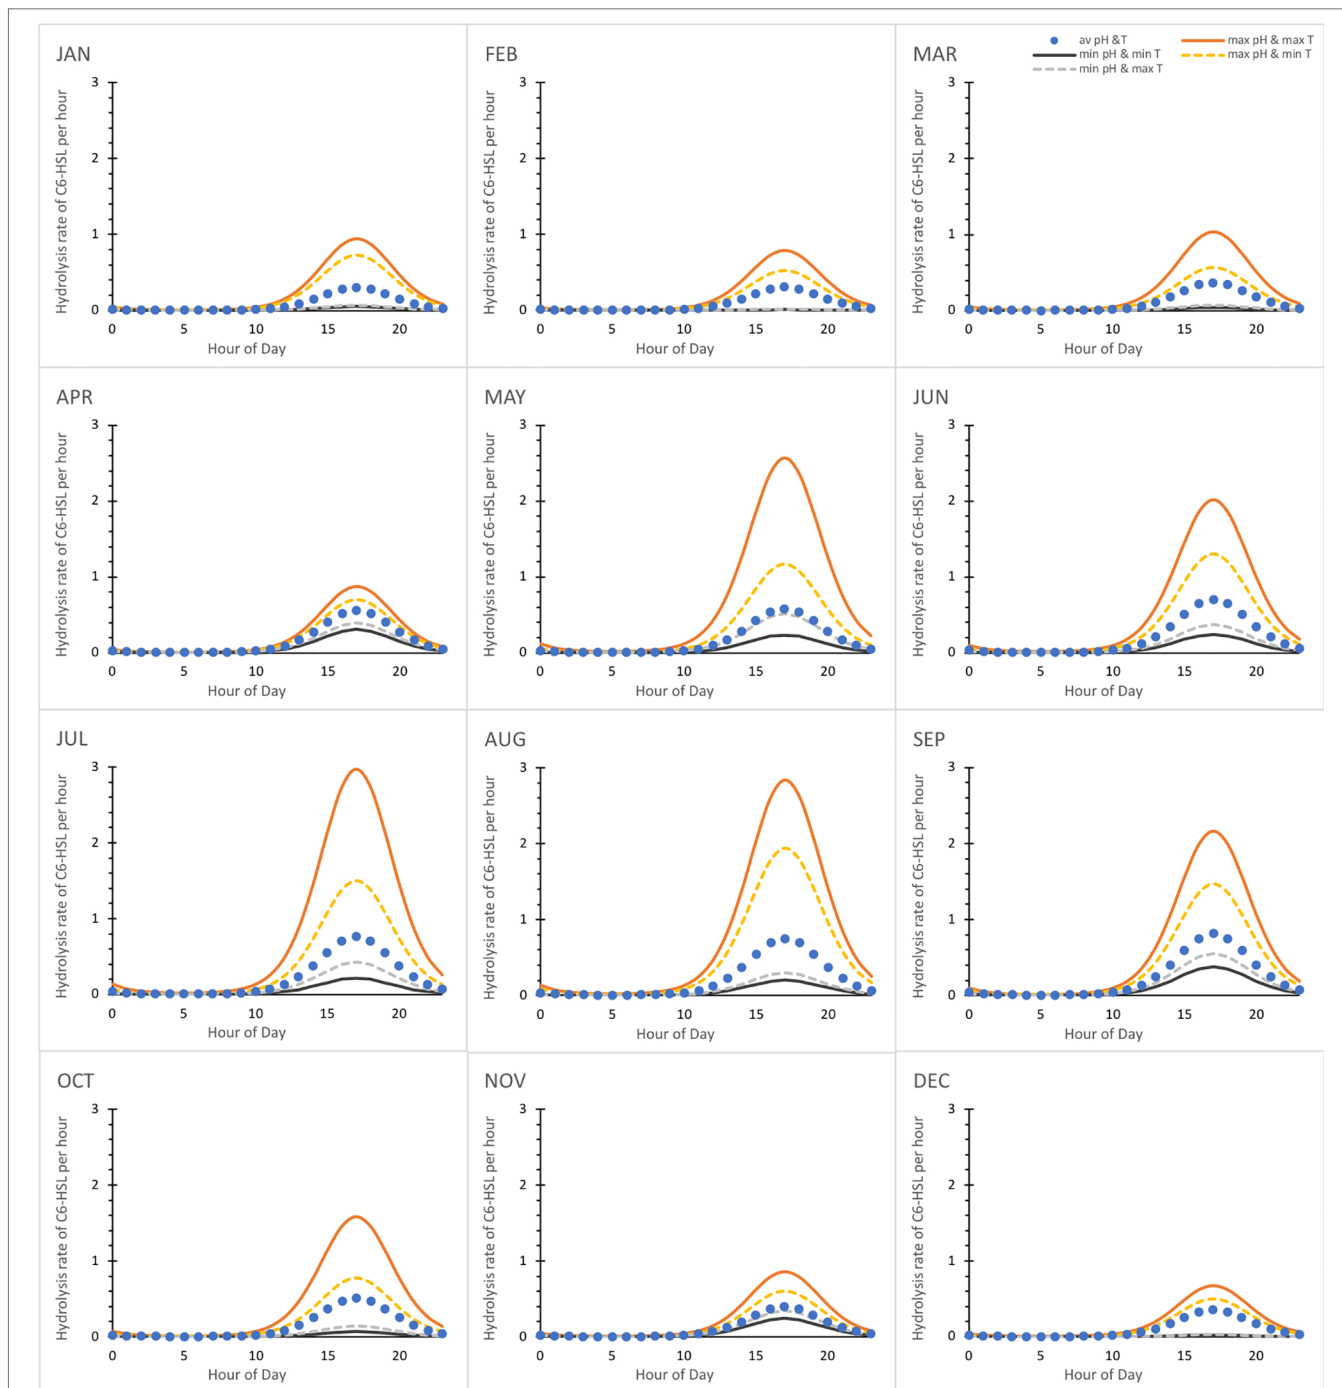 JAN
3
2
1
0
0 5 10 15 20
Hydrolysis rate of C6-HSL per hour
Hour of Day
FEB
3
2
1
0
0 5 10 15 20
Hydrolysis rate of C6-HSL per hour
Hour of Day
MAR
av pH &T
max pH & max T
min pH & min T
max pH & min T
min pH & max T
3
2
1
0
0 5 10 15 20
Hydrolysis rate of C6-HSL per hour
Hour of Day
APR
3
2
1
0
0 5 10 15 20
Hydrolysis rate of C6-HSL per hour
Hour of Day
MAY
3
2
1
0
0 5 10 15 20
Hydrolysis rate of C6-HSL per hour
Hour of Day
JUN
3
2
1
0
0 5 10 15 20
Hydrolysis rate of C6-HSL per hour
Hour of Day
JUL
3
2
1
0
0 5 10 15 20
Hydrolysis rate of C6-HSL per hour
Hour of Day
AUG
3
2
1
0
0 5 10 15 20
Hydrolysis rate of C6-HSL per hour
Hour of Day
SEP
3
2
1
0
0 5 10 15 20
Hydrolysis rate of C6-HSL per hour
Hour of Day
OCT
3
2
1
0
0 5 10 15 20
Hydrolysis rate of C6-HSL per hour
Hour of Day
NOV
3
2
1
0
0 5 10 15 20
Hydrolysis rate of C6-HSL per hour
Hour of Day
DEC
3
2
1
0
0 5 10 15 20
Hydrolysis rate of C6-HSL per hour
Hour of Day